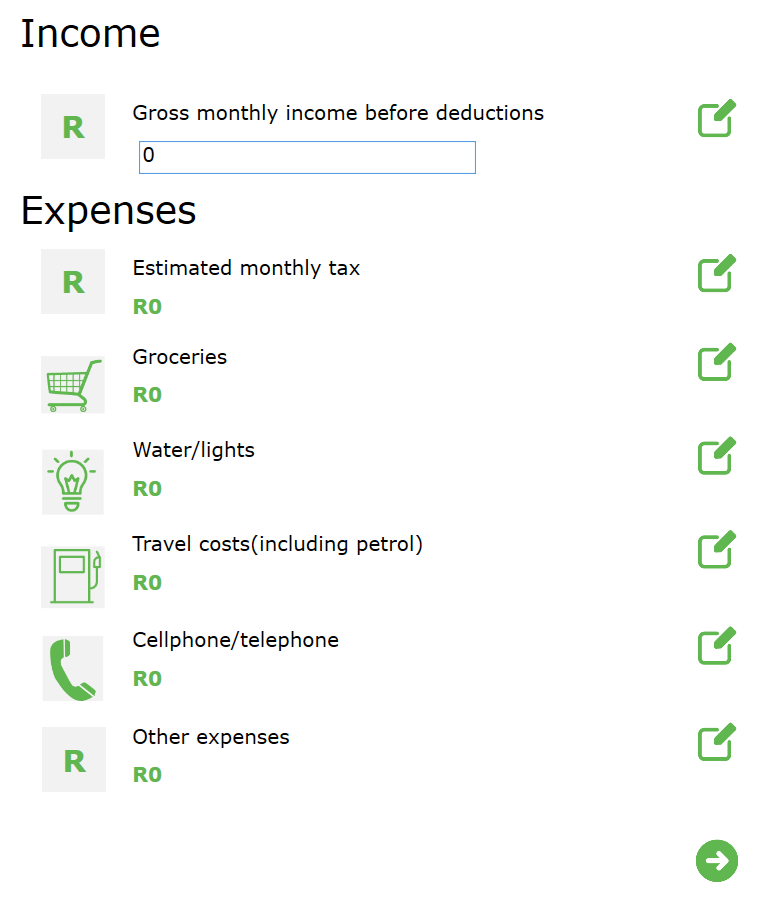 Income
R
Gross monthly income before deductions
0
Expenses
R
Estimated monthly tax
R0
Groceries
R0
Water/lights
R0
Travel costs(including petrol)
R0
Cellphone/telephone
R0
R
Other expenses
R0